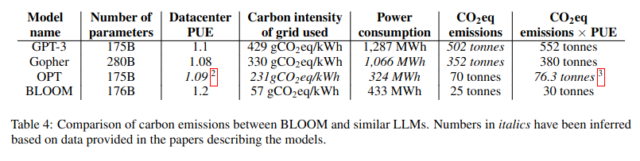 Model name | Number of parameters | Datacenter PUE | Carbon intensity of grid used | Power consumption | CO₂eq emissions | CO₂eq emissions × PUE
GPT-3 | 175B | 1.1 | 429 gCO₂eq/kWh | 1,287 MWh | 502 tonnes | 552 tonnes
Gopher | 280B | 1.08 | 330 gCO₂eq/kWh | 1,066 MWh | 352 tonnes | 380 tonnes
OPT | 175B | 1.09 2 | 231gCO₂eq/kWh | 324 MWh | 70 tonnes | 76.3 tonnes 3
BLOOM | 176B | 1.2 | 57 gCO₂eq/kWh | 433 MWh | 25 tonnes | 30 tonnes
Table 4: Comparison of carbon emissions between BLOOM and similar LLMs. Numbers in italics have been inferred
based on data provided in the papers describing the models.